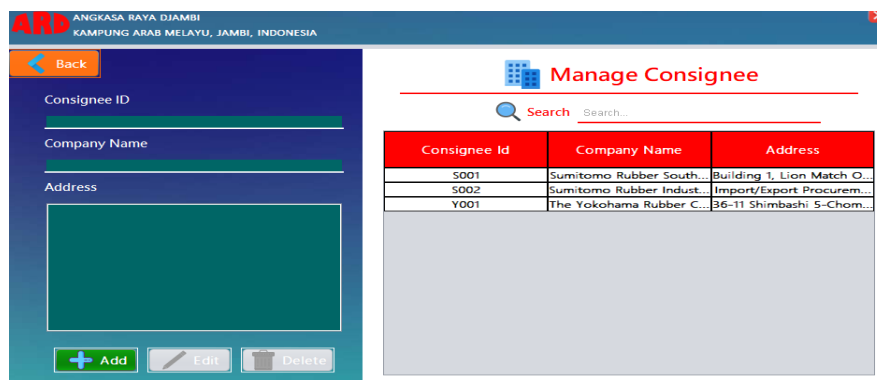 ARD
ANGKASA RAYA DJAMBI
KAMPUNG ARAB MELAYU, JAMBI, INDONESIA
Back
Consignee ID
Company Name
Address
Add
Edit
Delete
Manage Consignee
Search Search...
Consignee Id Company Name Address
S001 Sumitomo Rubber South... Building 1, Lion Match O...
S002 Sumitomo Rubber Indust... Import/Export Procurem...
Y001 The Yokohama Rubber C... 36-11 Shimbashi 5-Chom...